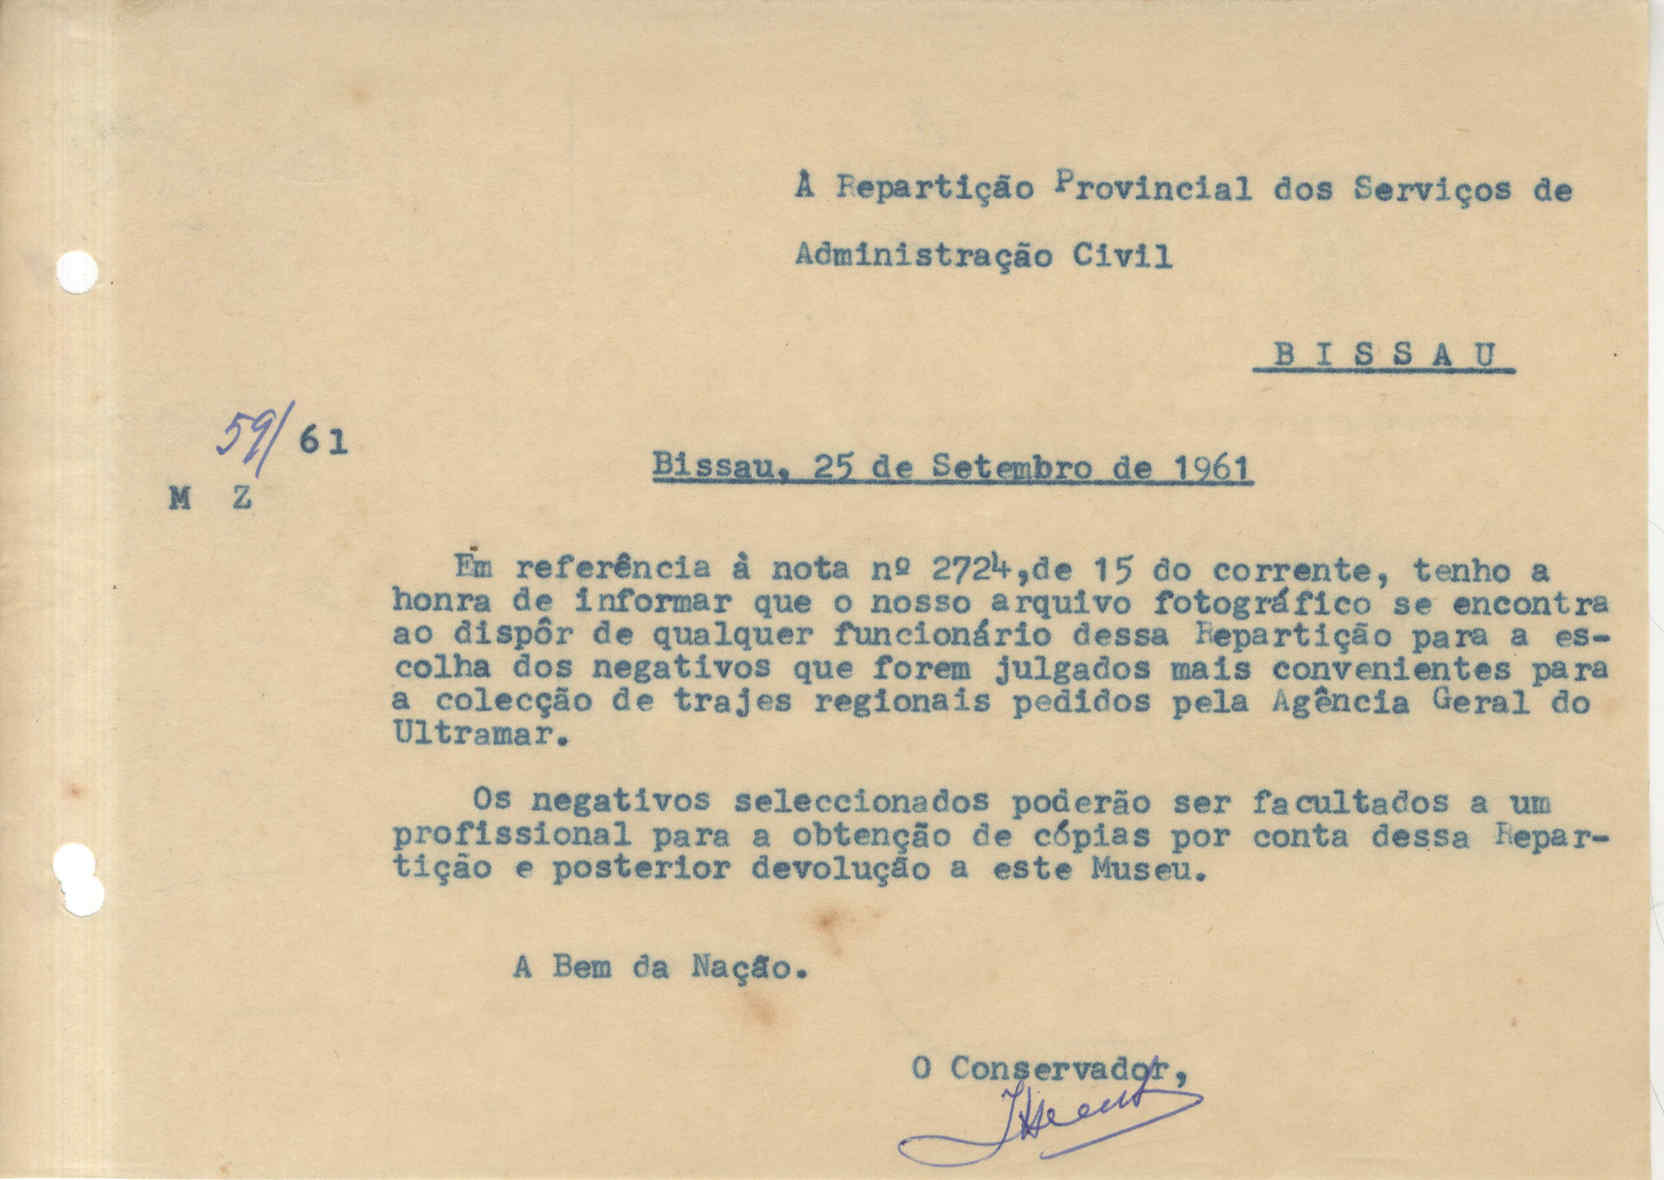 À Repartição Provincial dos Serviços de
Administração Civil
B I S S A U
59/61
M Z
Bissau, 25 de Setembro de 1961
Em referência à nota nº 2724,de 15 do corrente, tenho a
honra de informar que o nosso arquivo fotográfico se encontra
ao dispôr de qualquer funcionário dessa Repartição para a es-
colha dos negativos que forem julgados mais convenientes para
a colecção de trajes regionais pedidos pela Agência Geral do
Ultramar.
Os negativos seleccionados poderão ser facultados a um
profissional para a obtenção de cópias por conta dessa Repar-
tição e posterior devolução a este Museu.
A Bem da Nação.
O Conservador,